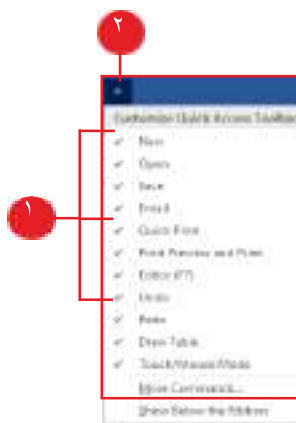 ٢
Customize Quick Access Toolbar
New
Open
Save
Email
Quick Print
Print Preview and Print
Editor (F7)
١
Undo
Redo
Draw Table
Touch/Mouse Mode
More Commands...
Show Below the Ribbon